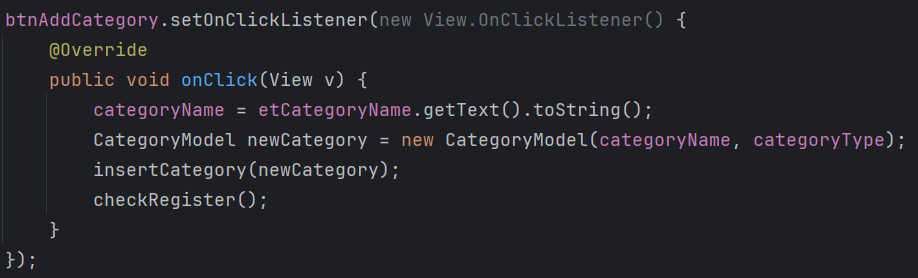 btnAddCategory.setOnClickListener(new View.OnClickListener() {
    @Override
    public void onClick(View v) {
        categoryName = etCategoryName.getText().toString();
        CategoryModel newCategory = new CategoryModel(categoryName, categoryType);
        insertCategory(newCategory);
        checkRegister();
    }
});